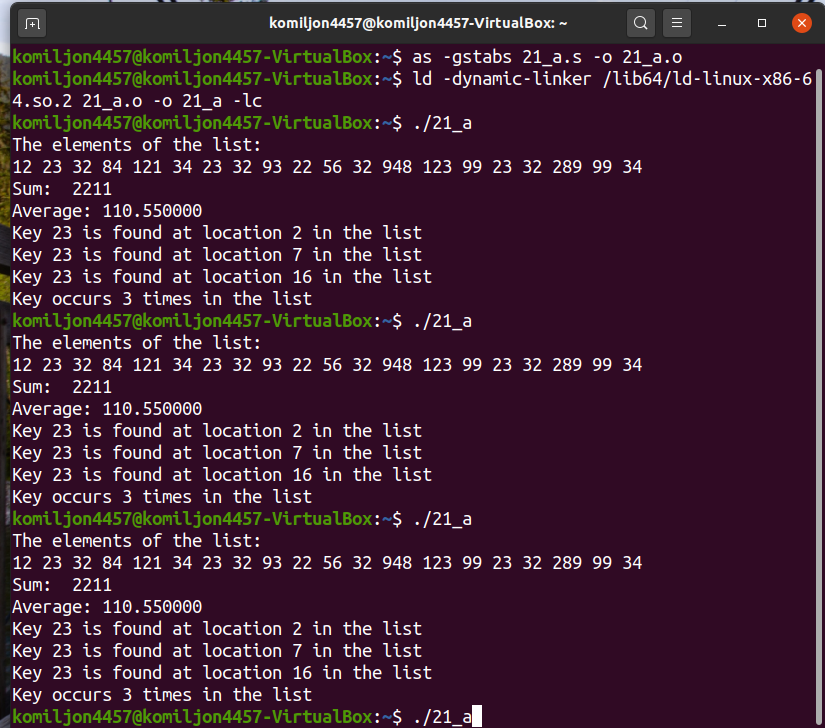 komiljon4457@komiljon4457-VirtualBox: ~
komiljon4457@komiljon4457-VirtualBox:~$ as -gstabs 21_a.s -o 21_a.o
komiljon4457@komiljon4457-VirtualBox:~$ ld -dynamic-linker /lib64/ld-linux-x86-6
4.so.2 21_a.o -o 21_a -lc
komiljon4457@komiljon4457-VirtualBox:~$ ./21_a
The elements of the list:
12 23 32 84 121 34 23 32 93 22 56 32 948 123 99 23 32 289 99 34
Sum:  2211
Average: 110.550000
Key 23 is found at location 2 in the list
Key 23 is found at location 7 in the list
Key 23 is found at location 16 in the list
Key occurs 3 times in the list
komiljon4457@komiljon4457-VirtualBox:~$ ./21_a
The elements of the list:
12 23 32 84 121 34 23 32 93 22 56 32 948 123 99 23 32 289 99 34
Sum:  2211
Average: 110.550000
Key 23 is found at location 2 in the list
Key 23 is found at location 7 in the list
Key 23 is found at location 16 in the list
Key occurs 3 times in the list
komiljon4457@komiljon4457-VirtualBox:~$ ./21_a
The elements of the list:
12 23 32 84 121 34 23 32 93 22 56 32 948 123 99 23 32 289 99 34
Sum:  2211
Average: 110.550000
Key 23 is found at location 2 in the list
Key 23 is found at location 7 in the list
Key 23 is found at location 16 in the list
Key occurs 3 times in the list
komiljon4457@komiljon4457-VirtualBox:~$ ./21_a